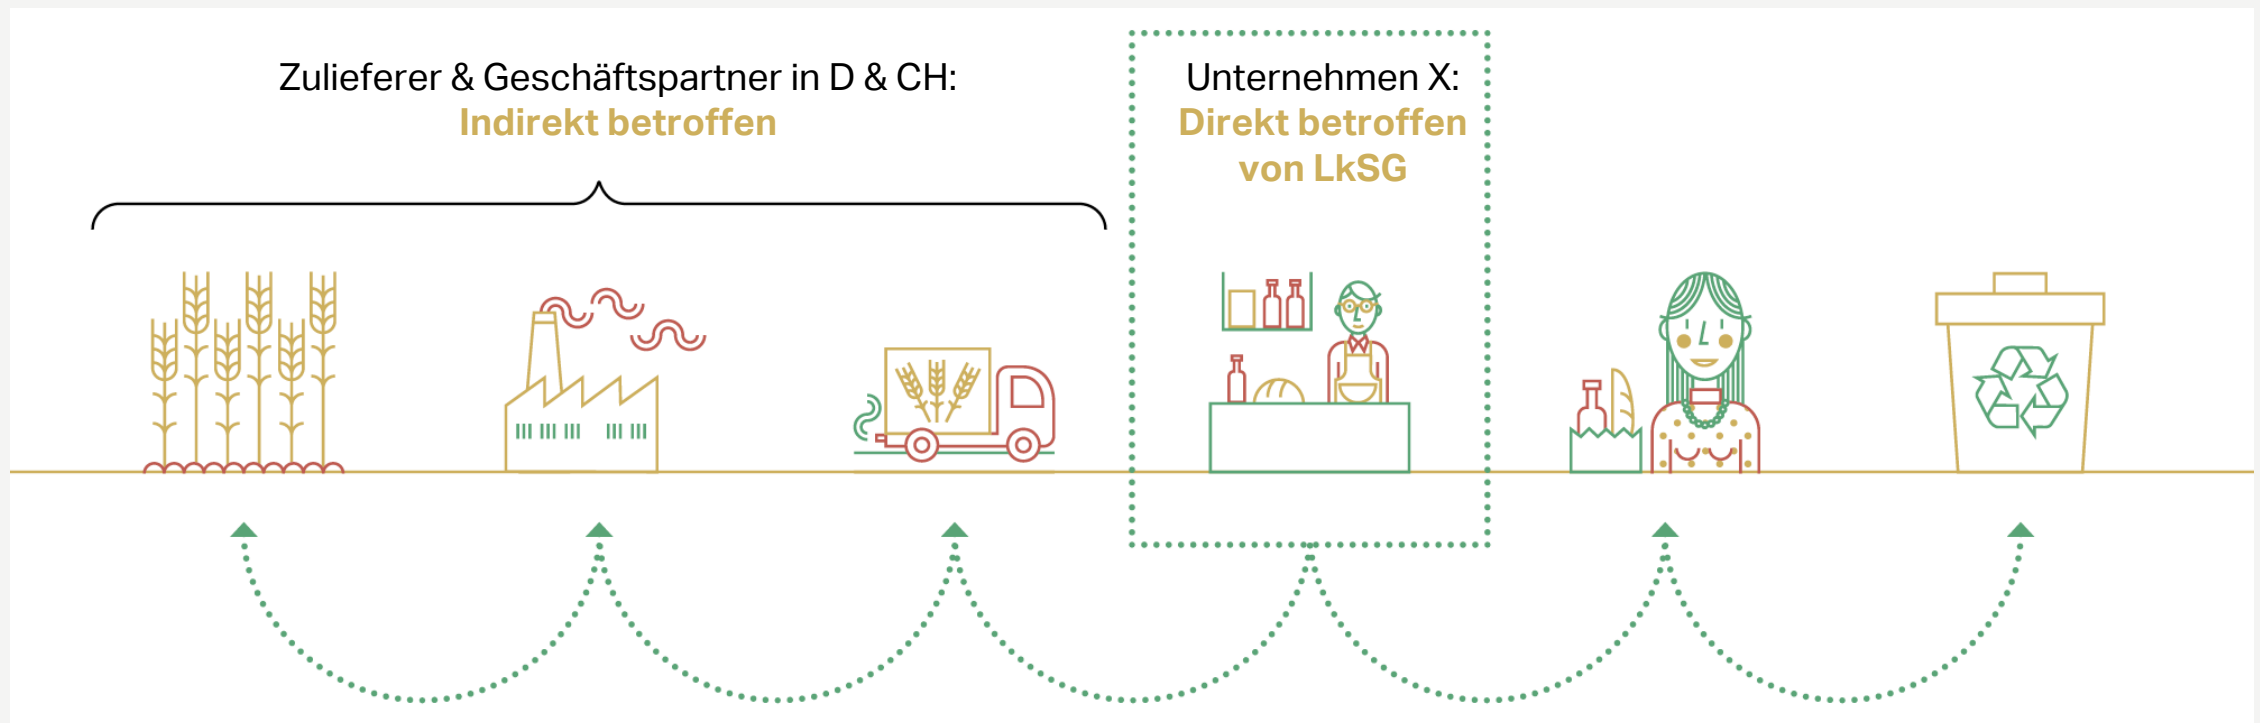 Zulieferer & Geschäftspartner in D & CH:
Indirekt betroffen
Unternehmen X:
Direkt betroffen
von LkSG